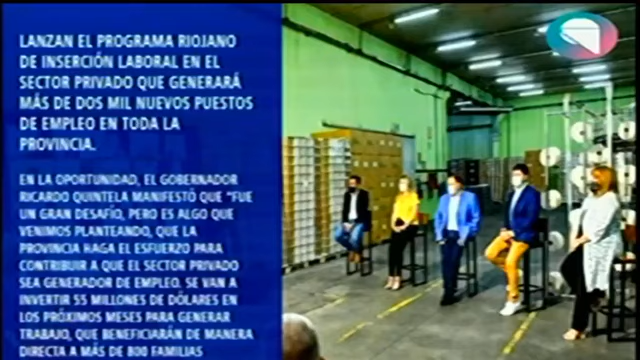 LANZAN EL PROGRAMA RIOJANO
DE INSERCIÓN LABORAL EN EL
SECTOR PRIVADO QUE GENERARÁ
MÁS DE DOS MIL NUEVOS PUESTOS
DE EMPLEO EN TODA LA
PROVINCIA.
EN LA OPORTUNIDAD, EL GOBERNADOR
RICARDO QUINTELA MANIFESTÓ QUE "FUE
UN GRAN DESAFÍO, PERO ES ALGO QUE
VENIMOS PLANTEANDO, QUE LA
PROVINCIA HAGA EL ESFUERZO PARA
CONTRIBUIR A QUE EL SECTOR PRIVADO
SEA GENERADOR DE EMPLEO. SE VAN A
INVERTIR 55 MILLONES DE DÓLARES EN
LOS PRÓXIMOS MESES PARA GENERAR
TRABAJO, QUE BENEFICIARÁN DE MANERA
DIRECTA A MÁS DE 800 FAMILIAS